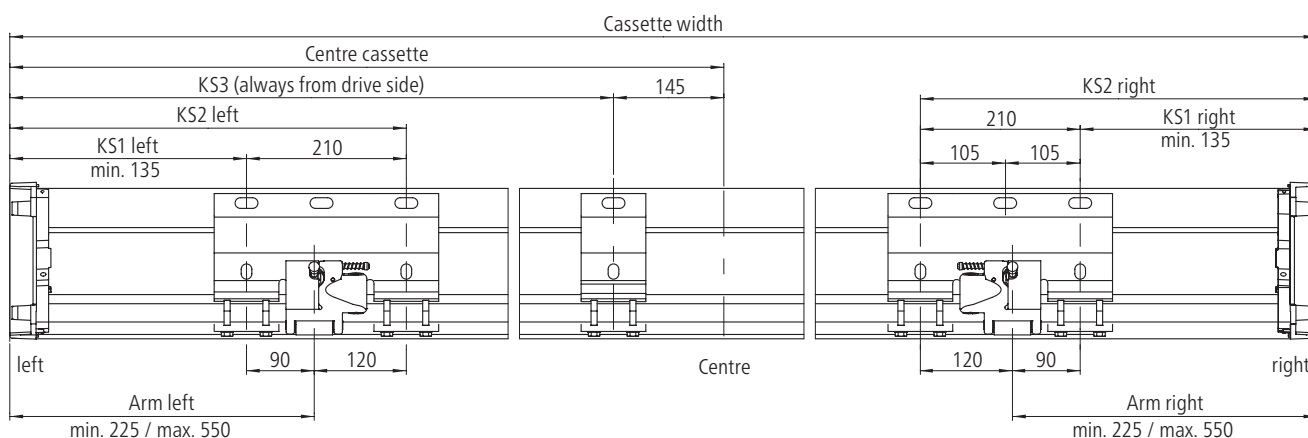 Cassette width
Centre cassette
KS3 (always from drive side)
145
KS2 right
KS2 left
210
KS1 right
KS1 left
210
min. 135
min. 135
105
105
left
90
120
Centre
120
90
right
Arm left
Arm right
min. 225 / max. 550
min. 225 / max. 550